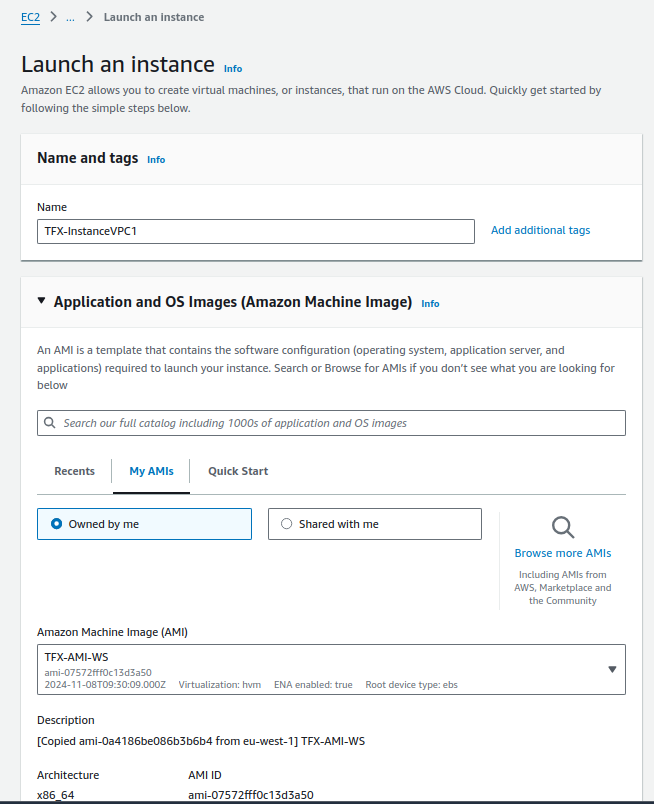 EC2 > ... > Launch an instance
Launch an instance Info
Amazon EC2 allows you to create virtual machines, or instances, that run on the AWS Cloud. Quickly get started by
following the simple steps below.
Name and tags Info
Name
TFX-InstanceVPC1 Add additional tags
Application and OS Images (Amazon Machine Image) Info
An AMI is a template that contains the software configuration (operating system, application server, and
applications) required to launch your instance. Search or Browse for AMIs if you don't see what you are looking for
below
Search our full catalog including 1000s of application and OS images
Recents My AMIs Quick Start
Owned by me Shared with me
Browse more AMIs
Including AMIs from
AWS, Marketplace and
the Community
Amazon Machine Image (AMI)
TFX-AMI-WS
ami-07572fff0c13d3a50
2024-11-08T09:30:09.000Z Virtualization: hvm ENA enabled: true Root device type: ebs
Description
[Copied ami-0a4186be086b3b6b4 from eu-west-1] TFX-AMI-WS
Architecture AMI ID
x86_64 ami-07572fff0c13d3a50